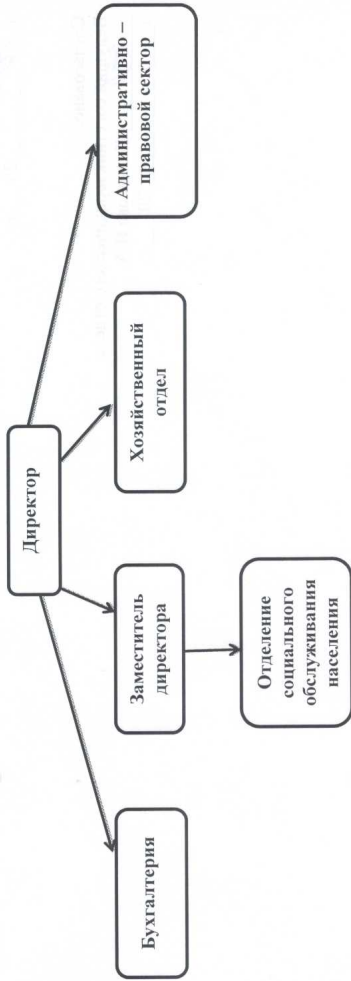 Директор
Бухгалтерия
Заместитель
директора
Хозяйственный
отдел
Административно –
правовой сектор
Отделение
социального
обслуживания
населения